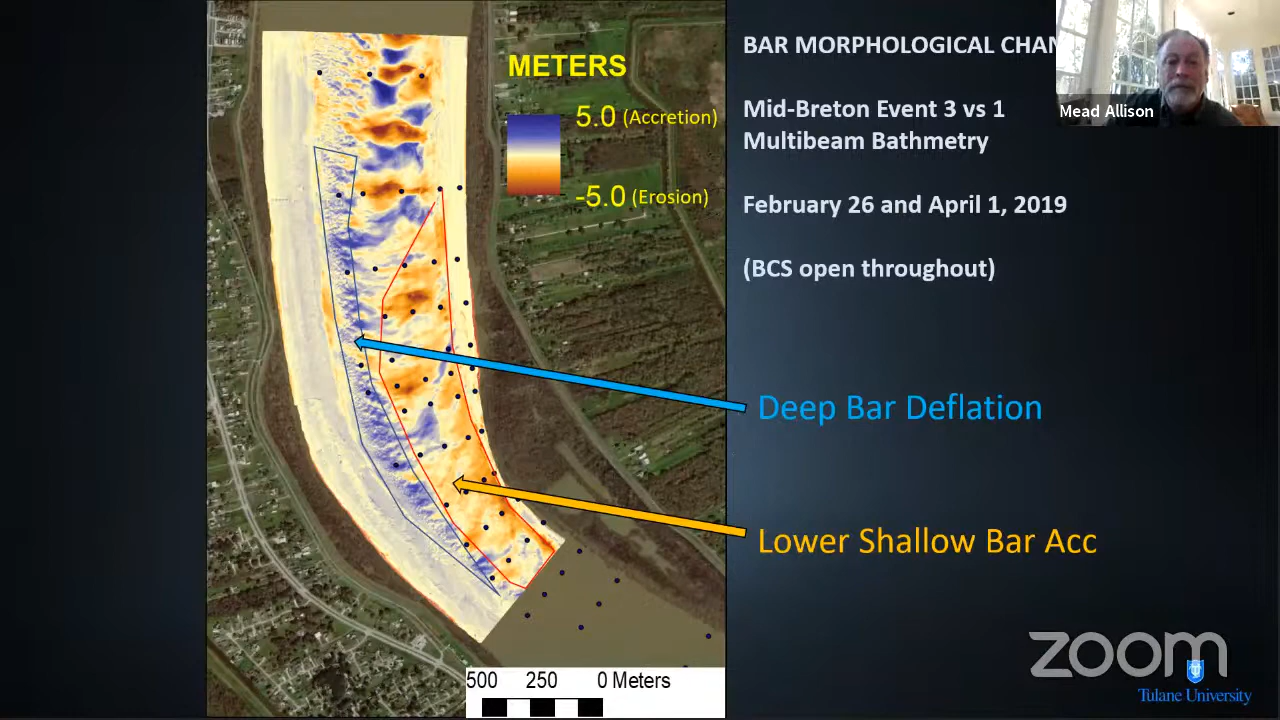 METERS
5.0 (Accretion)
-5.0 (Erosion)
500 250 0 Meters
BAR MORPHOLOGICAL CHAN
Mid-Breton Event 3 vs 1
Multibeam Bathmetry
February 26 and April 1, 2019
(BCS open throughout)
Deep Bar Deflation
Lower Shallow Bar Acc
Mead Allison
zoom
Tulane University